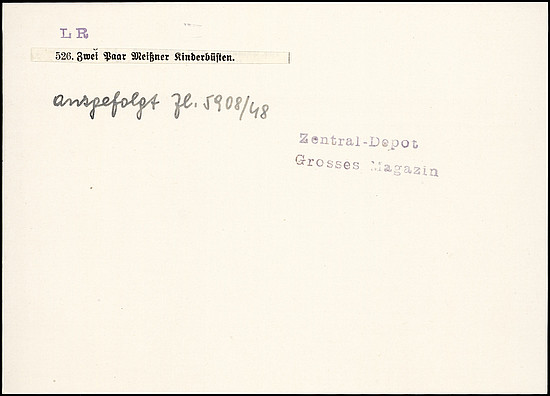 LR
526. Zwei Paar Meißner Kinderbüsten.
ausgefolgt Zl. 5908/48
Zentral-Depot
Grosses Magazin